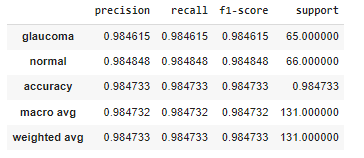 precision recall f1-score support
glaucoma 0.984615 0.984615 0.984615 65.000000
normal 0.984848 0.984848 0.984848 66.000000
accuracy 0.984733 0.984733 0.984733 0.984733
macro avg 0.984732 0.984732 0.984732 131.000000
weighted avg 0.984733 0.984733 0.984733 131.000000